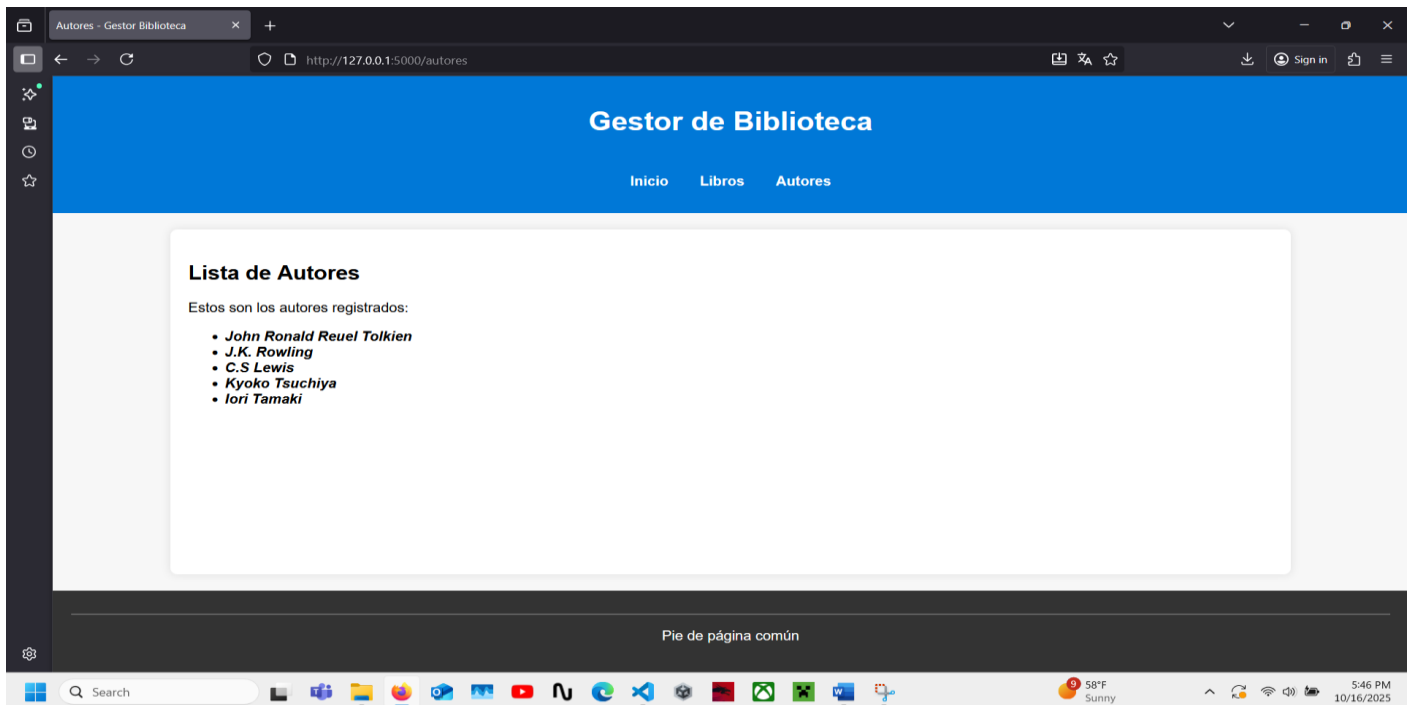 Autores - Gestor Biblioteca
http://127.0.0.1:5000/autores
Sign in
Gestor de Biblioteca
Inicio Libros Autores
Lista de Autores
Estos son los autores registrados:
• John Ronald Reuel Tolkien
• J.K. Rowling
• C.S Lewis
• Kyoko Tsuchiya
• Iori Tamaki
Pie de página común
Search
9
58°F
Sunny
5:46 PM
10/16/2025